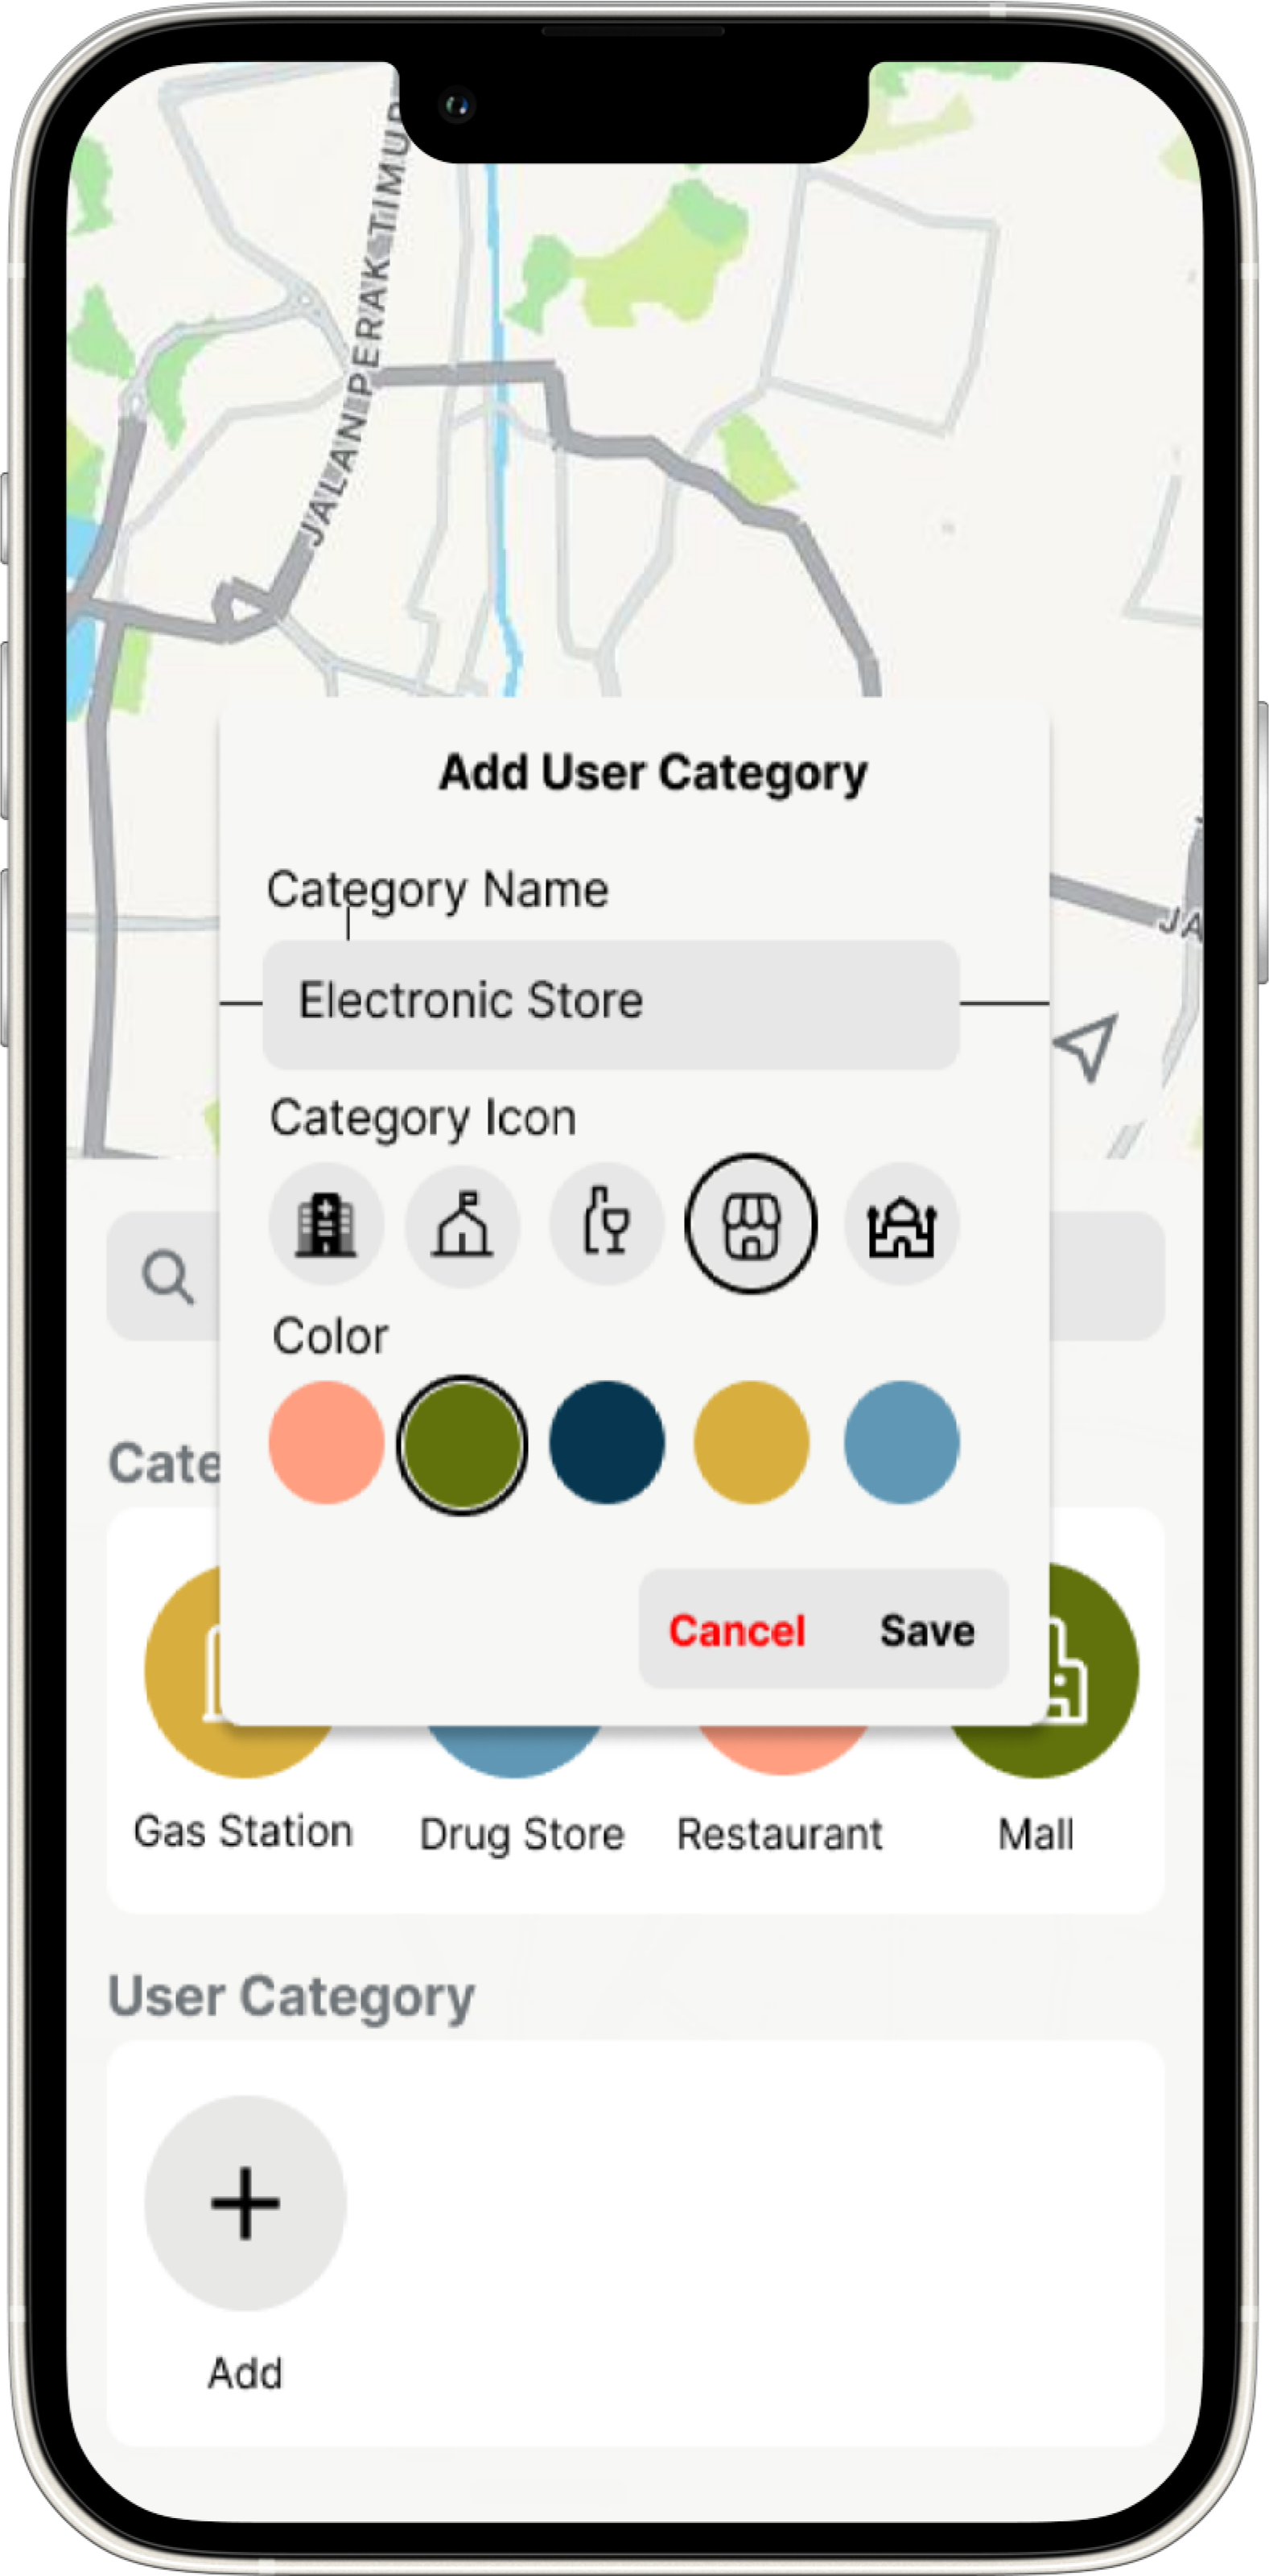 JALAN PERAK TIMUR
Add User Category
Category Name
JA
Electronic Store
Category Icon
Color
Cate
Cancel Save
Gas Station Drug Store Restaurant Mall
User Category
Add